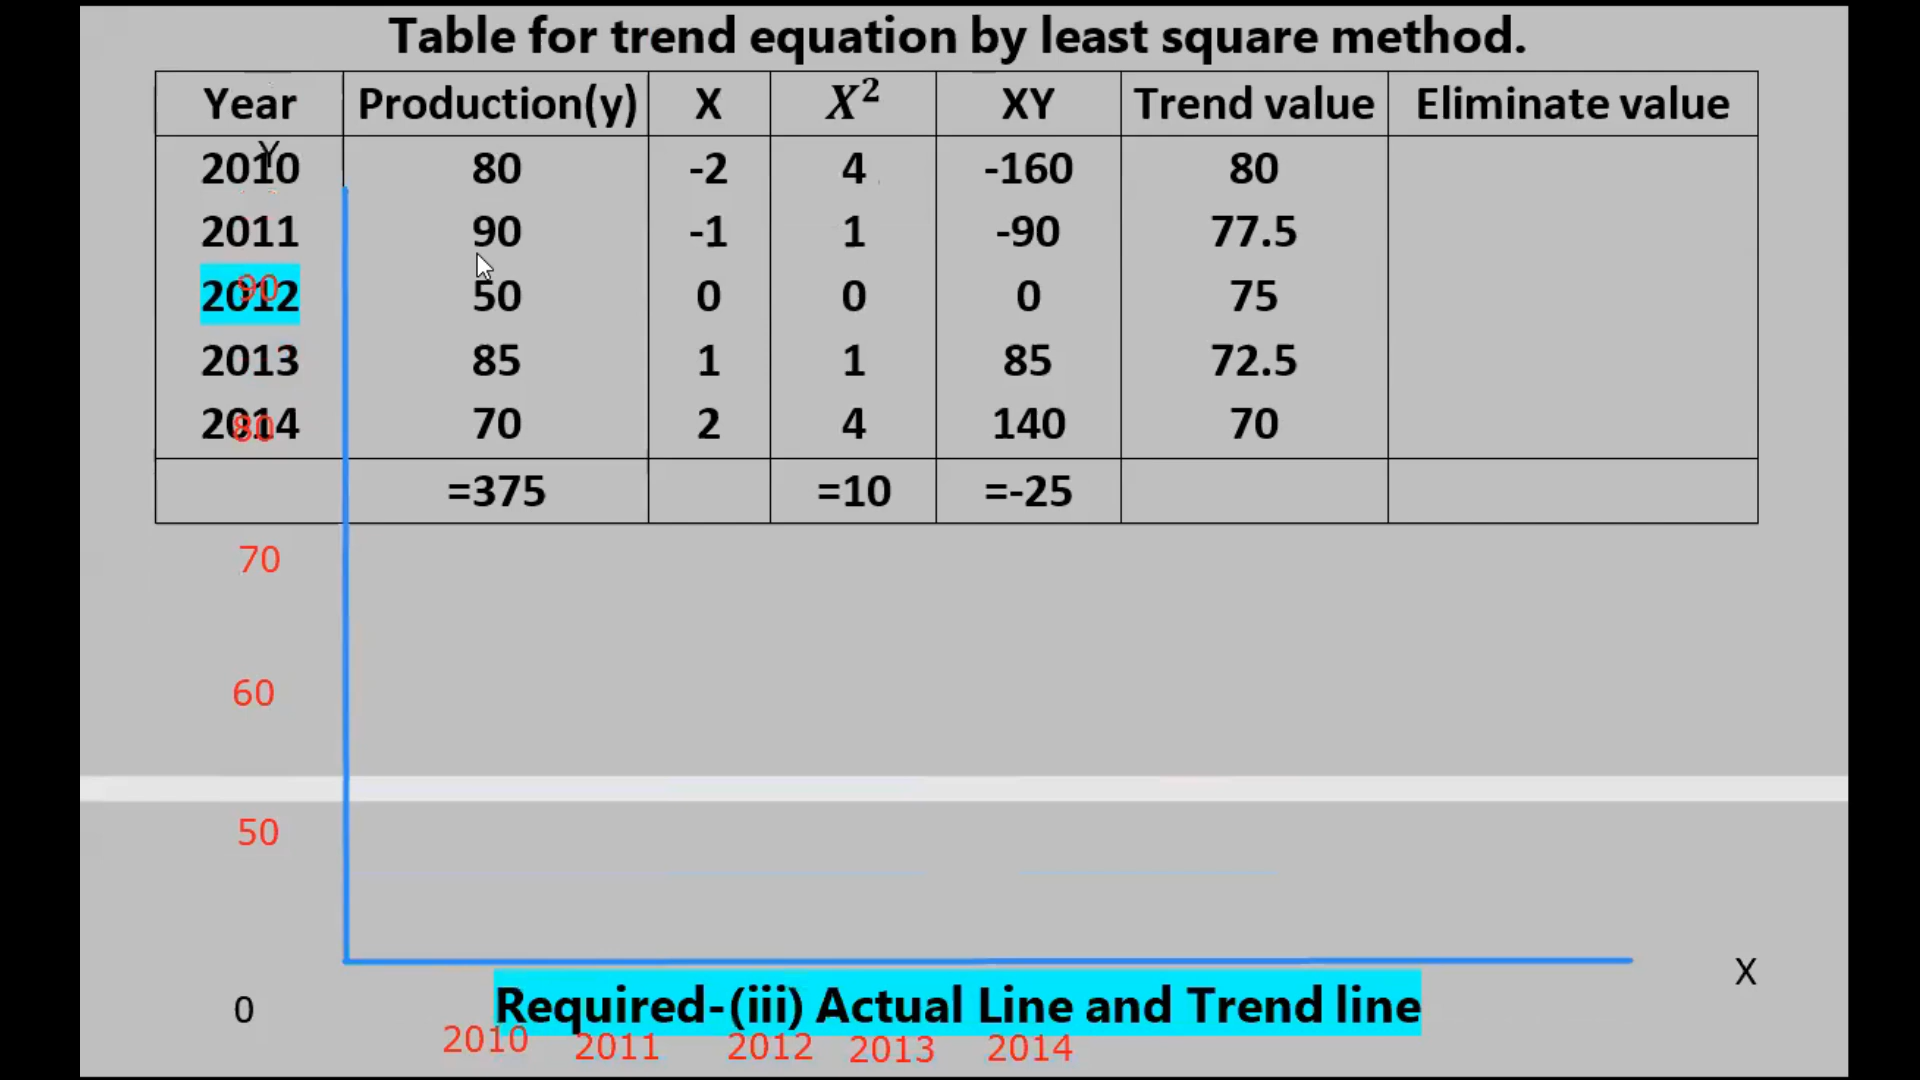 Table for trend equation by least square method.
Year Production(y) X X² XY Trend value Eliminate value
Y
2010 80 -2 4 -160 80
2011 90 -1 1 -90 77.5
90
2012 50 0 0 0 75
2013 85 1 1 85 72.5
80
2014 70 2 4 140 70
=375 =10 =-25
70
60
50
X
0
Required-(iii) Actual Line and Trend line
2010 2011 2012 2013 2014